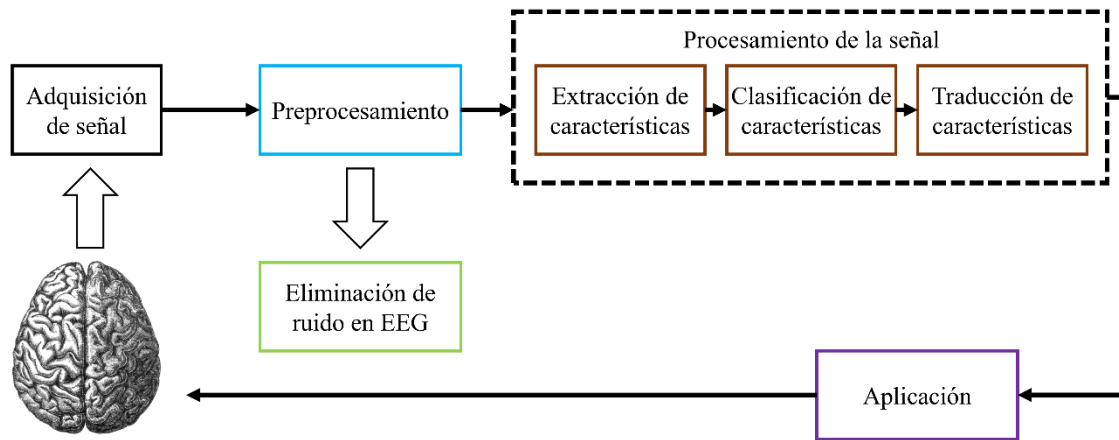 Procesamiento de la señal
Adquisición
de señal
Preprocesamiento
Extracción de
características
Clasificación de
características
Traducción de
características
Eliminación de
ruido en EEG
Aplicación